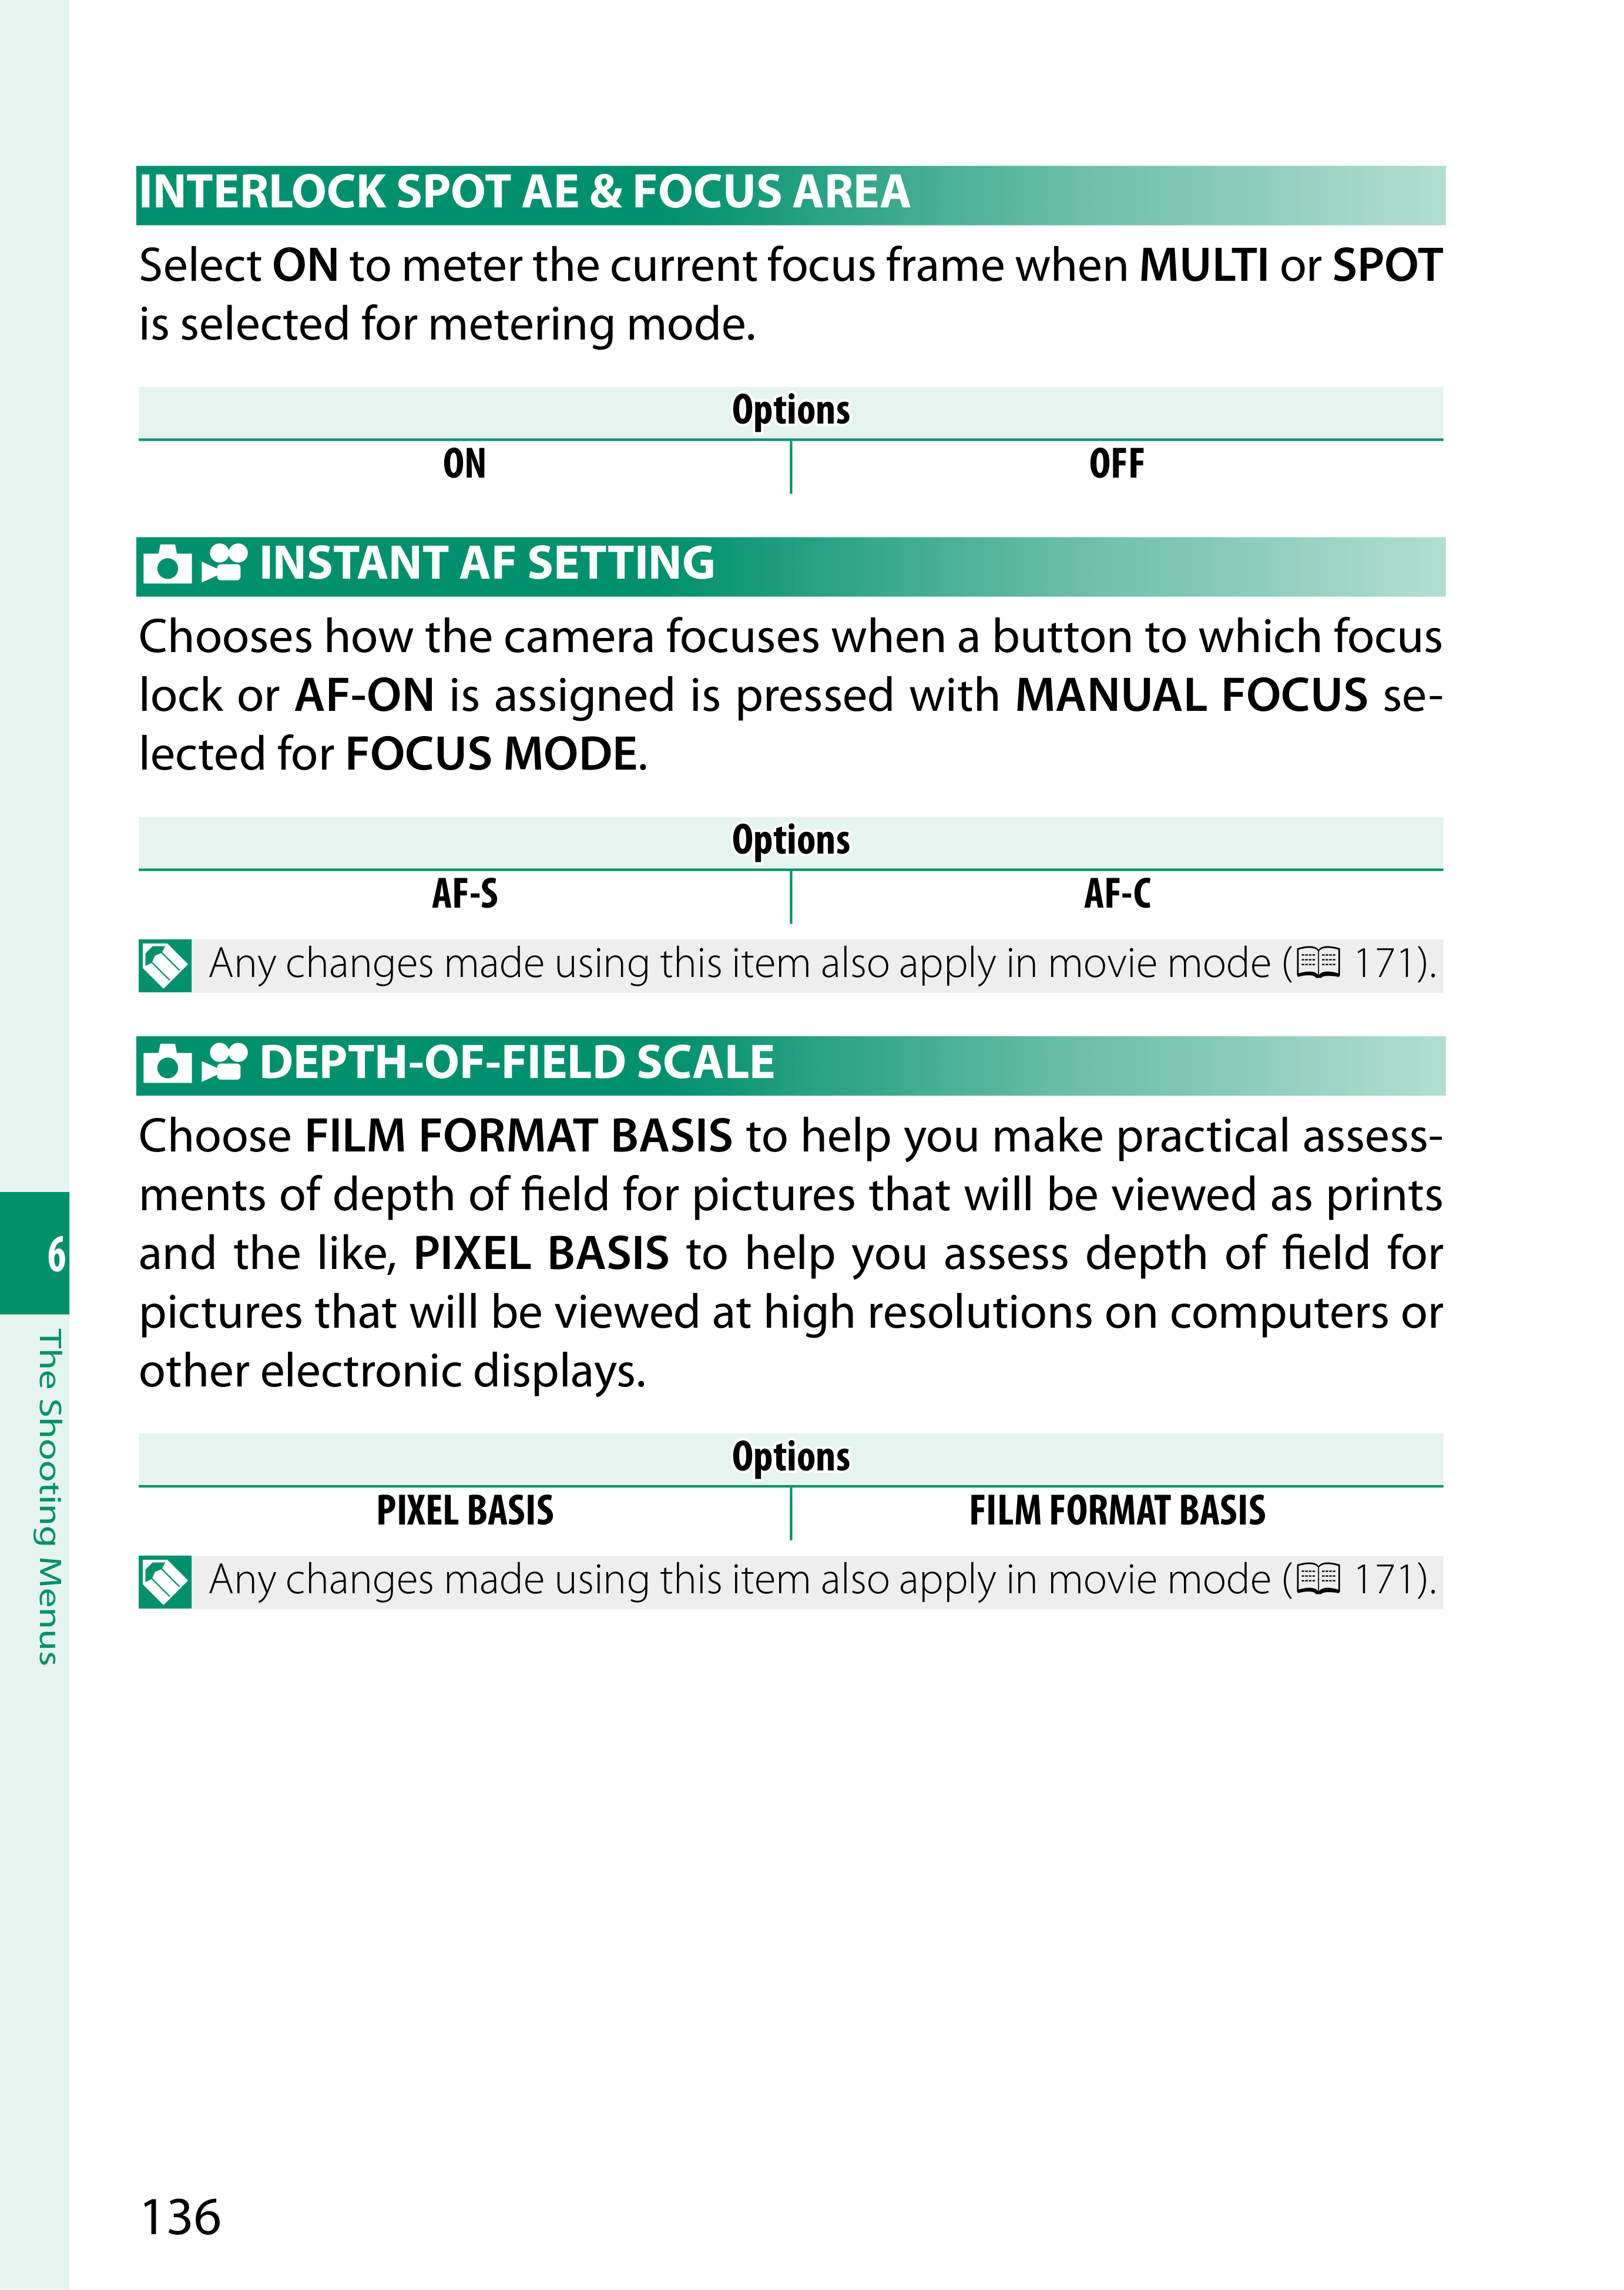 INTERLOCK SPOT AE & FOCUS AREA
Select ON to meter the current focus frame when MULTI or SPOT
is selected for metering mode.
Options
ON OFF
INSTANT AF SETTING
Chooses how the camera focuses when a button to which focus
lock or AF-ON is assigned is pressed with MANUAL FOCUS se-
lected for FOCUS MODE.
Options
AF-S AF-C
Any changes made using this item also apply in movie mode ( 171).
DEPTH-OF-FIELD SCALE
Choose FILM FORMAT BASIS to help you make practical assess-
ments of depth of field for pictures that will be viewed as prints
and the like, PIXEL BASIS to help you assess depth of field for
pictures that will be viewed at high resolutions on computers or
other electronic displays.
Options
PIXEL BASIS FILM FORMAT BASIS
Any changes made using this item also apply in movie mode ( 171).
6
The Shooting Menus
136